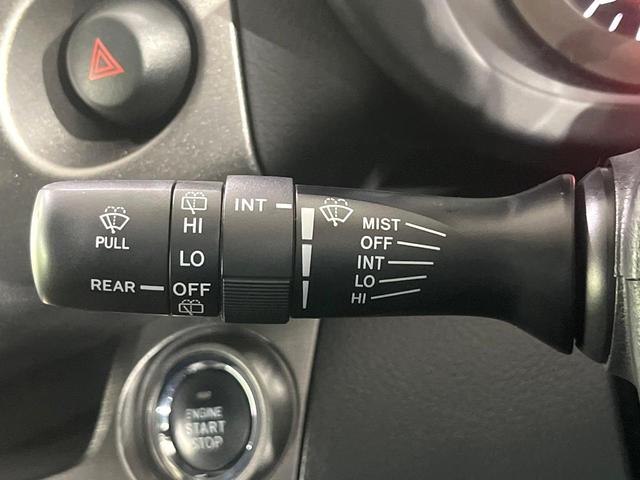 PULL
REAR
HI
LO
OFF
INT
MIST
OFF
INT
LO
HI
ENGINE
START
STOP